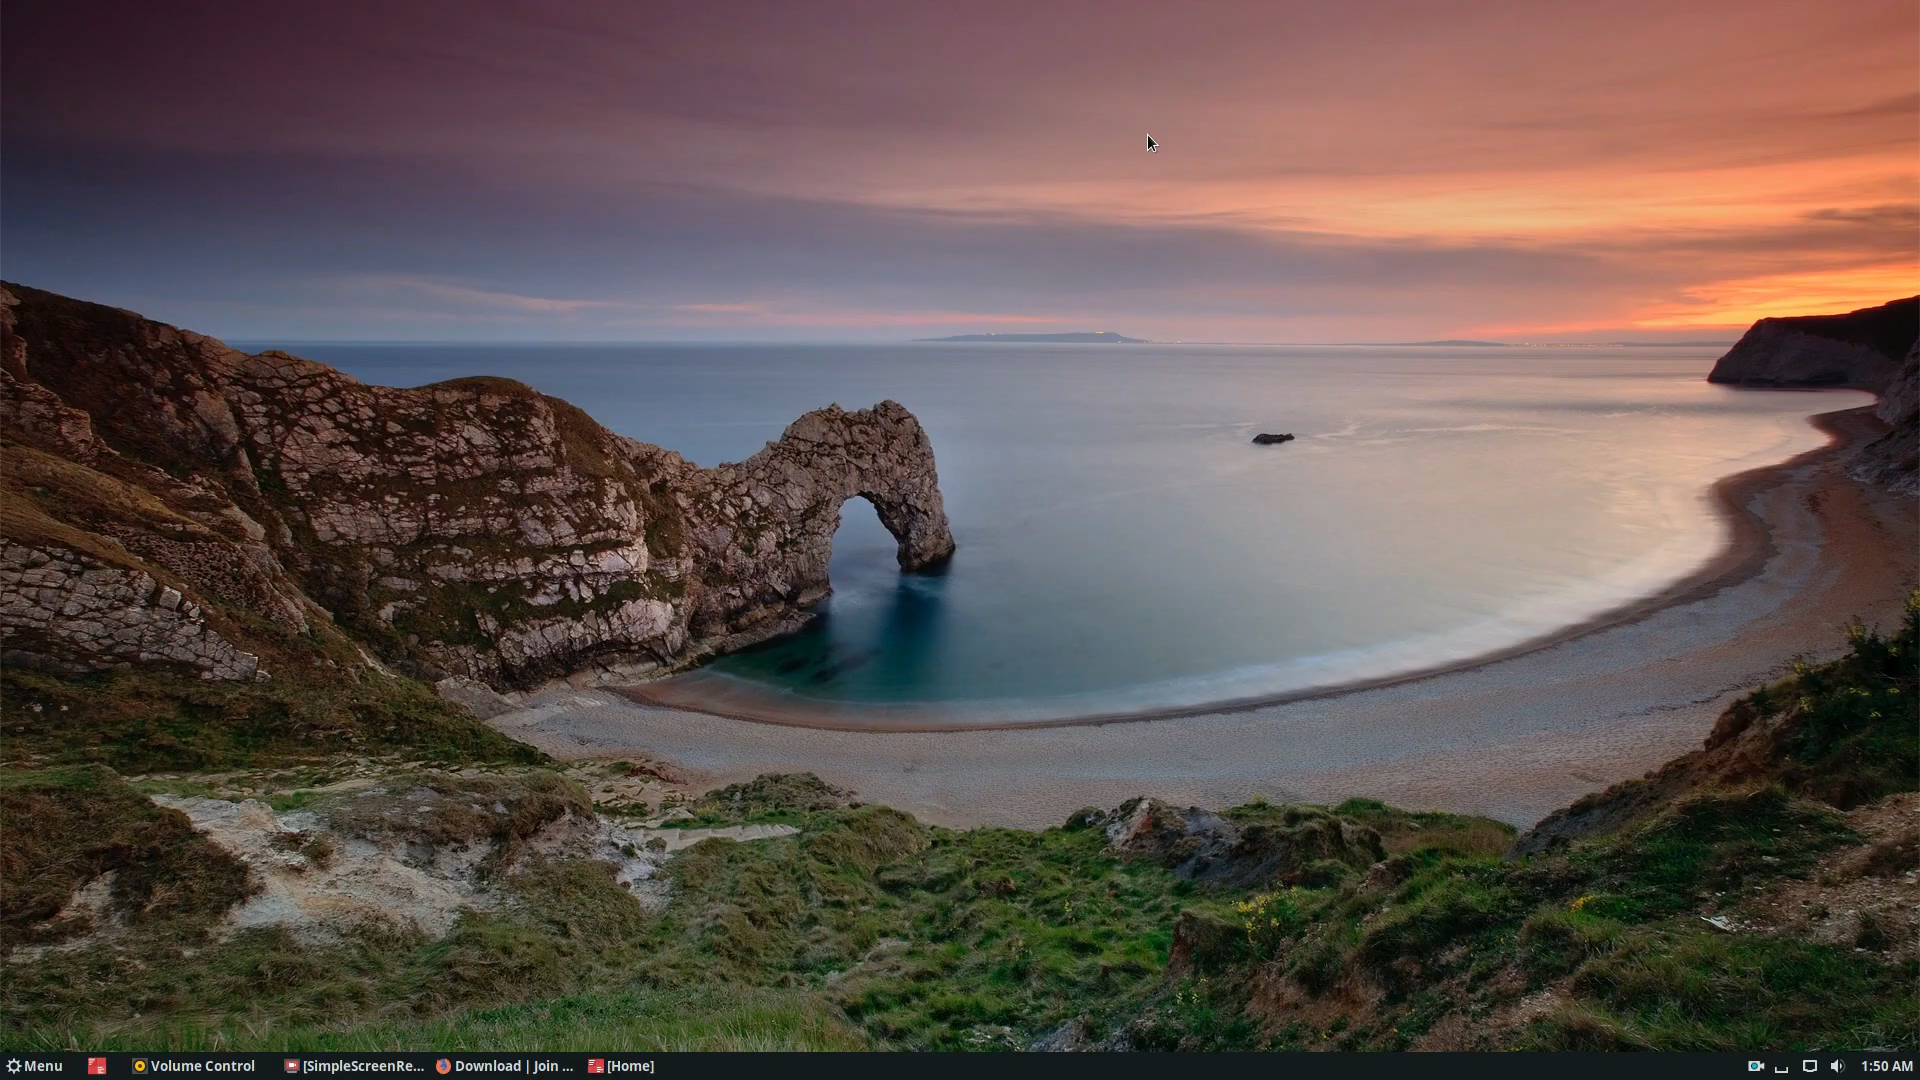 Menu
Volume Control
[SimpleScreenRe...
Download | Join ...
[Home]
1:50 AM